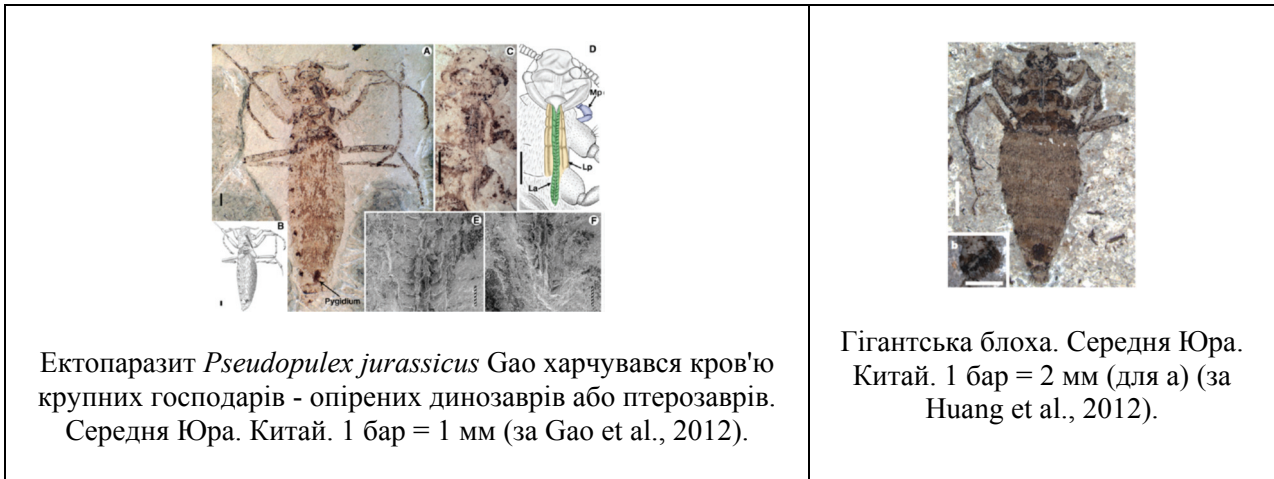 A
C
D
Mp
Lp
La
B
E
F
Pygidium
Ектопаразит Pseudopulex jurassicus Gao харчувався кров'ю
крупних господарів - опірених динозаврів або птерозаврів.
Середня Юра. Китай. 1 бар = 1 мм (за Gao et al., 2012).
a
b
Гігантська блоха. Середня Юра.
Китай. 1 бар = 2 мм (для а) (за
Huang et al., 2012).